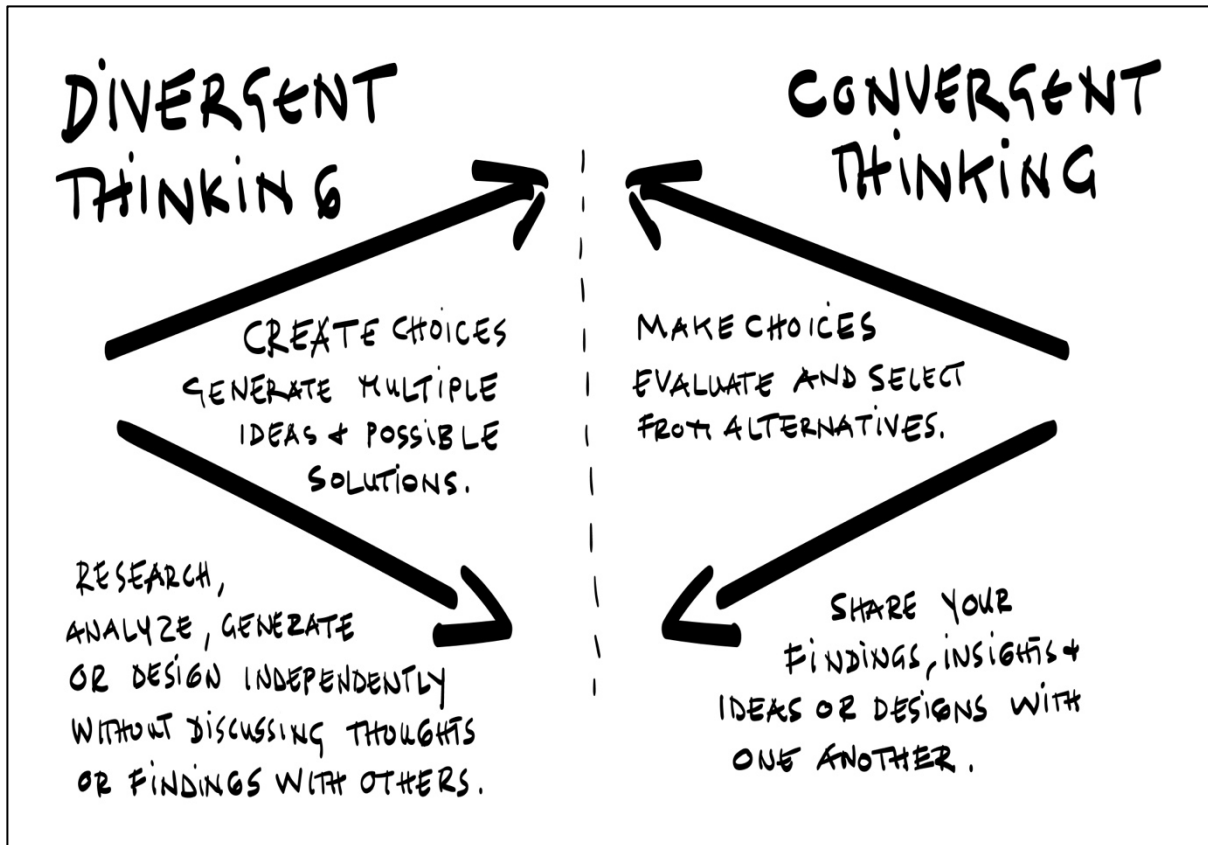 DIVERGENT
THINKING
CREATE CHOICES
GENERATE MULTIPLE
IDEAS & POSSIBLE
SOLUTIONS.
RESEARCH,
ANALYZE, GENERATE
OR DESIGN INDEPENDENTLY
WITHOUT DISCUSSING THOUGHTS
OR FINDINGS WITH OTHERS.
CONVERGENT
THINKING
MAKE CHOICES
EVALUATE AND SELECT
FROM ALTERNATIVES.
SHARE YOUR
FINDINGS, INSIGHTS &
IDEAS OR DESIGNS WITH
ONE ANOTHER.